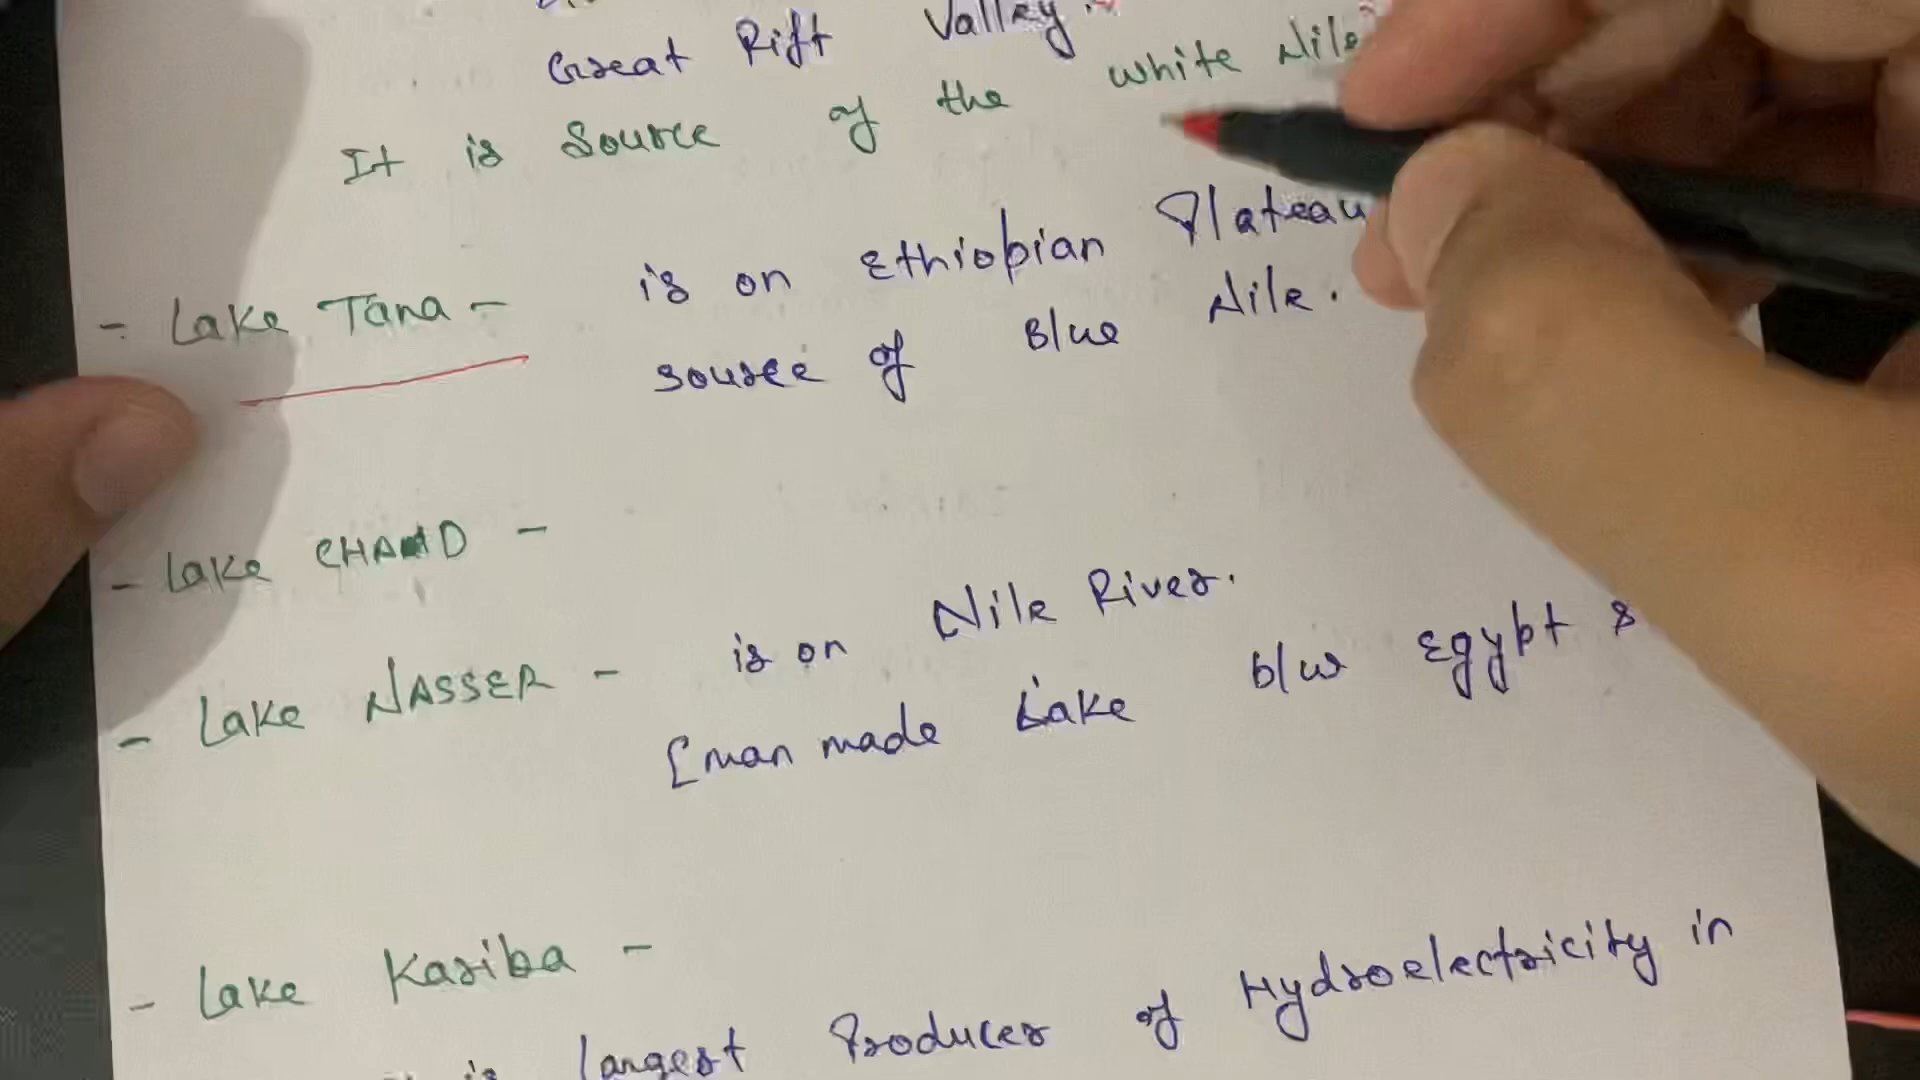 Great Rift Valley.
It is Source of the white Nile
- Lake Tana - is on Ethiopian Plateau
source of Blue Nile.
- Lake CHAD -
- Lake NASSER - is on Nile River.
[man made Lake b/w Egypt &
- Lake Kariba -
is largest Producer of Hydroelectricity in